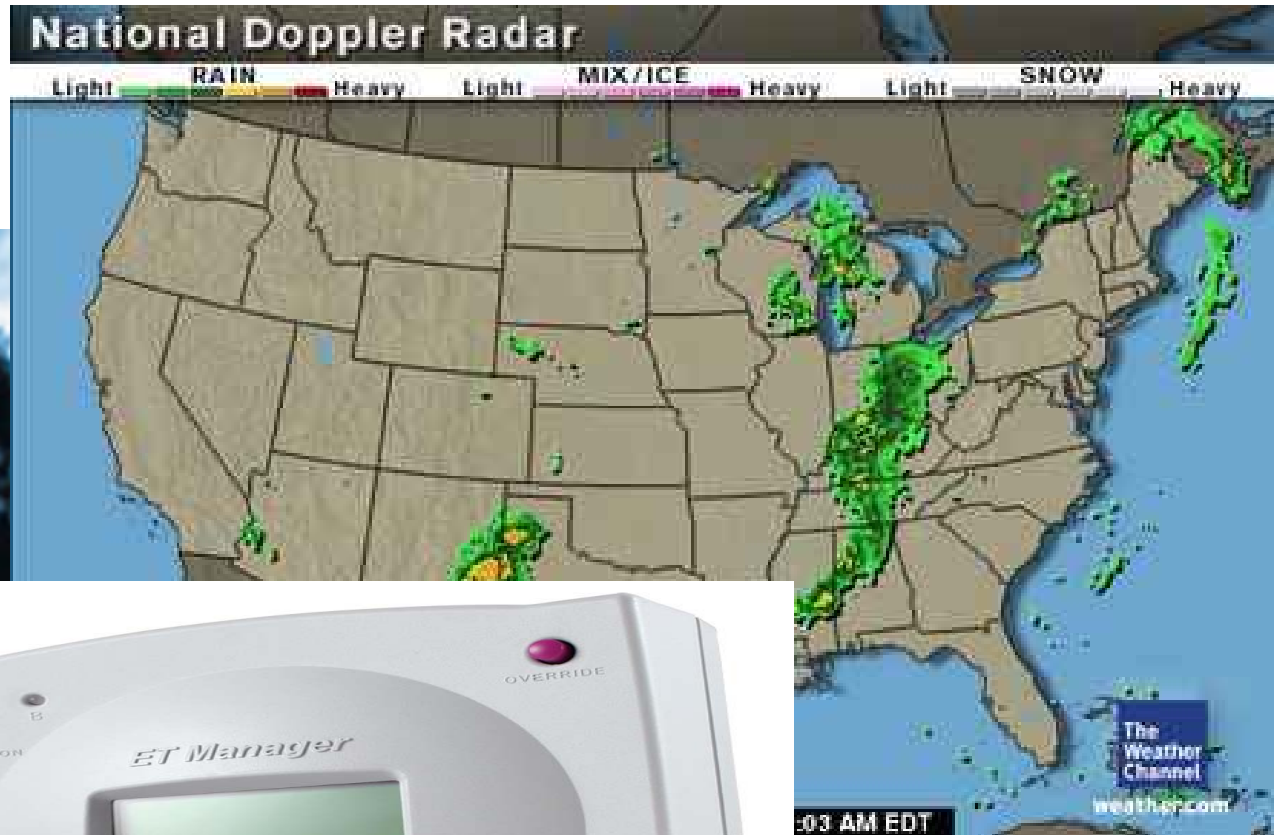 National Doppler Radar
RAIN
MIX/ICE
SNOW
Light Heavy
Light Heavy
Light Heavy
OVERRIDE
B
ON
ET Manager
The
Weather
Channel
weather.com
:03 AM EDT